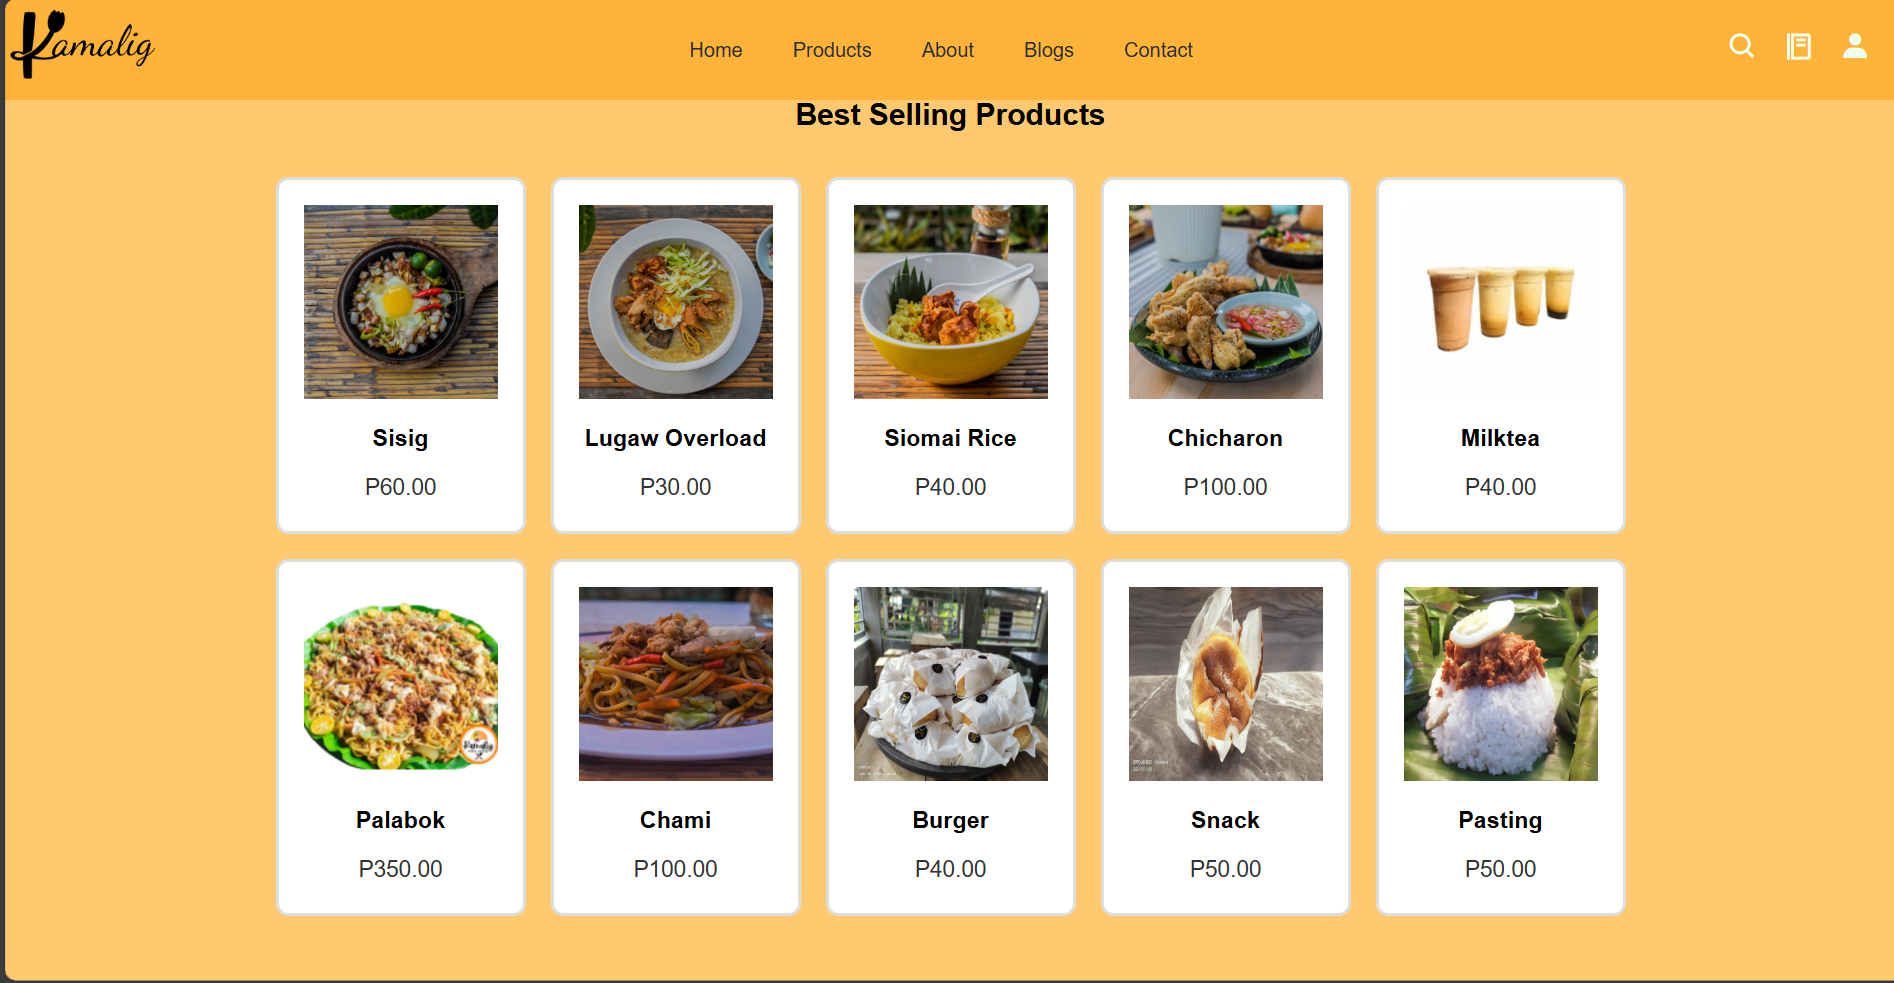 Kamalig
Home Products About Blogs Contact
Best Selling Products
Sisig Lugaw Overload Siomai Rice Chicharon Milktea
P60.00 P30.00 P40.00 P100.00 P40.00
Kamalig
Palabok Chami Burger Snack Pasting
P350.00 P100.00 P40.00 P50.00 P50.00